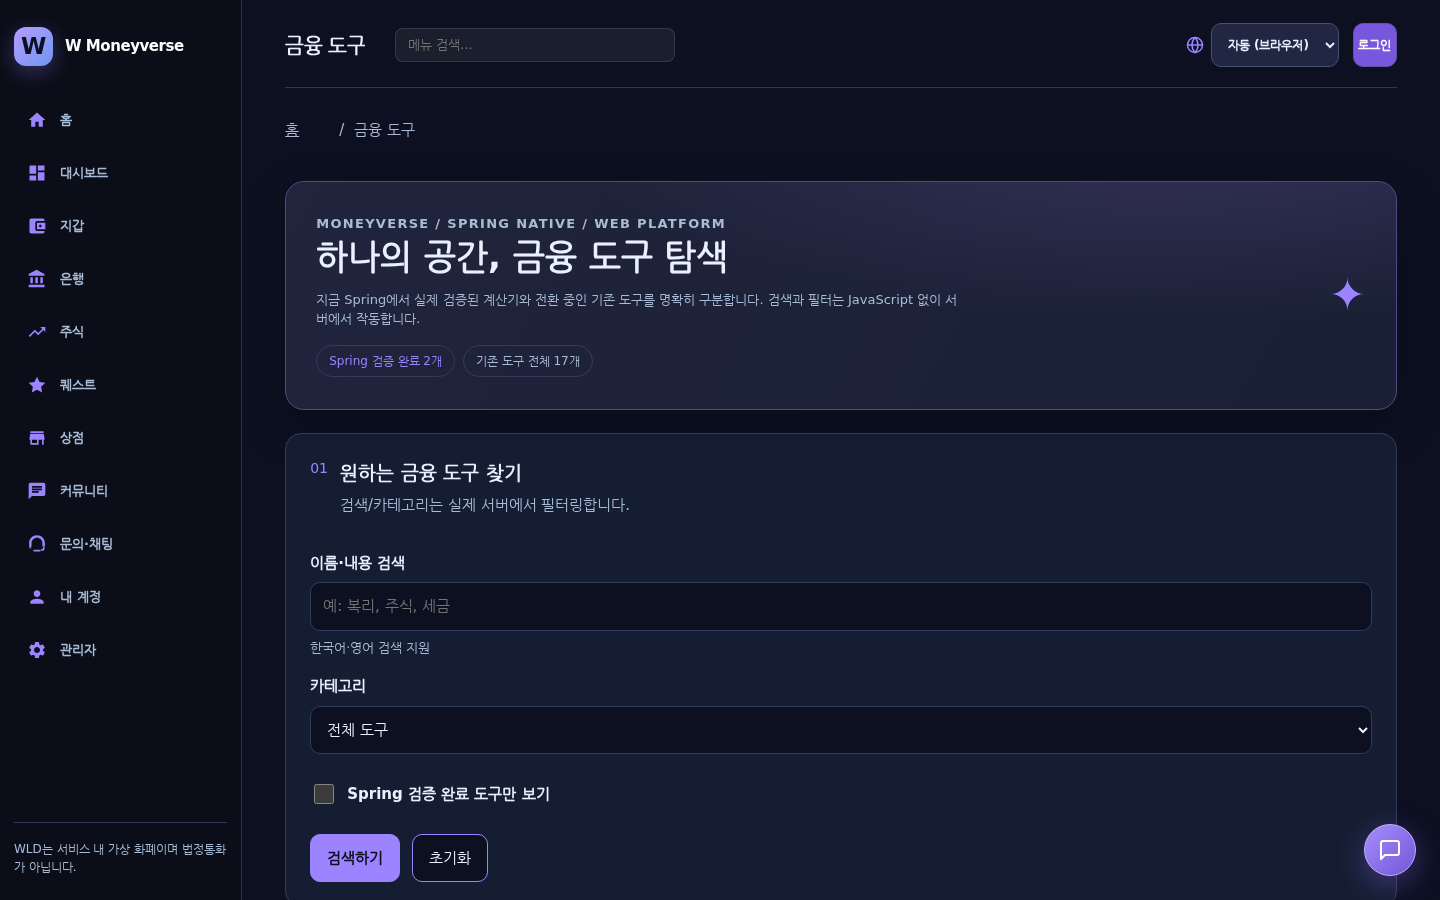 W
W Moneyverse
홈
대시보드
지갑
은행
주식
퀘스트
상점
커뮤니티
문의·채팅
내 계정
관리자
WLD는 서비스 내 가상 화폐이며 법정통화
가 아닙니다.
금융 도구
메뉴 검색...
자동 (브라우저)
로그인
홈 / 금융 도구
MONEYVERSE / SPRING NATIVE / WEB PLATFORM
하나의 공간, 금융 도구 탐색
지금 Spring에서 실제 검증된 계산기와 전환 중인 기존 도구를 명확히 구분합니다. 검색과 필터는 JavaScript 없이 서
버에서 작동합니다.
Spring 검증 완료 2개
기존 도구 전체 17개
01
원하는 금융 도구 찾기
검색/카테고리는 실제 서버에서 필터링합니다.
이름·내용 검색
예: 복리, 주식, 세금
한국어·영어 검색 지원
카테고리
전체 도구
Spring 검증 완료 도구만 보기
검색하기
초기화